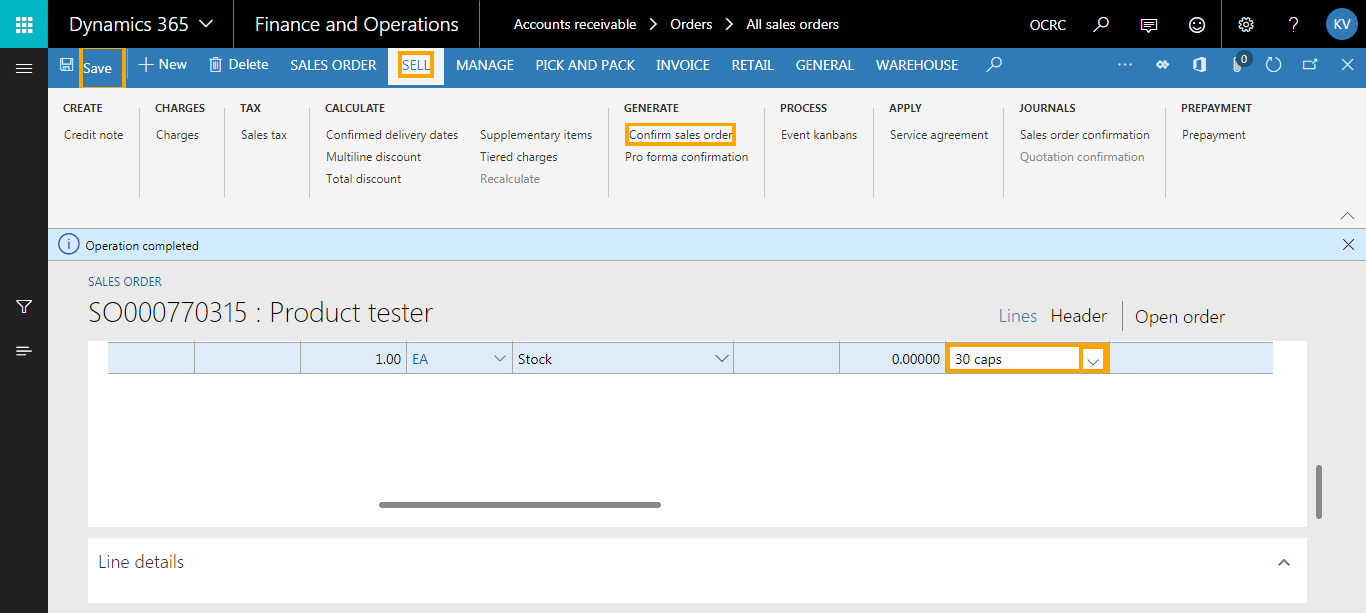 Dynamics 365 Finance and Operations Accounts receivable Orders All sales orders OCRC ? KV
Save New Delete SALES ORDER SELL MANAGE PICK AND PACK INVOICE RETAIL GENERAL WAREHOUSE ... 0
CREATE CHARGES TAX CALCULATE GENERATE PROCESS APPLY JOURNALS PREPAYMENT
Credit note Charges Sales tax Confirmed delivery dates Supplementary items Confirm sales order Event kanbans Service agreement Sales order confirmation Prepayment
Multiline discount Tiered charges Pro forma confirmation Quotation confirmation
Total discount Recalculate
Operation completed
SALES ORDER
SO000770315 : Product tester Lines Header Open order
1.00 EA Stock 0.00000 30 caps
Line details